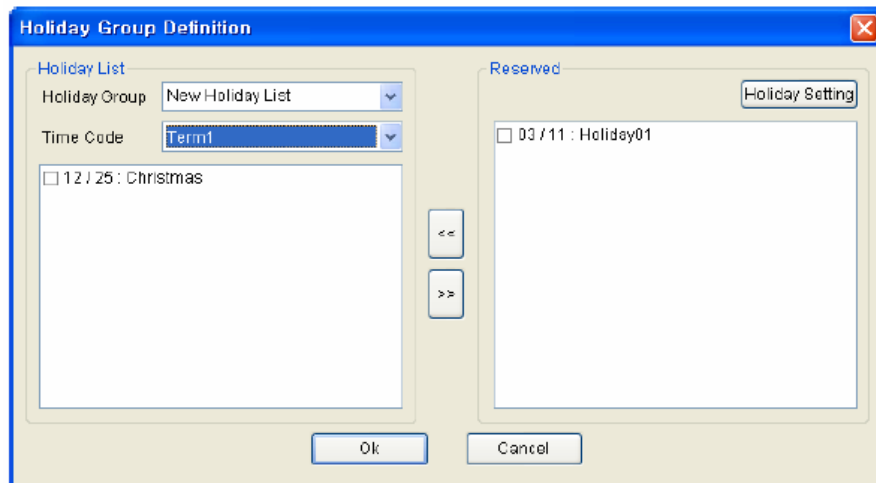 Holiday Group Definition
Holiday List
Holiday Group New Holiday List
Time Code Term1
12 / 25 : Christmas
<<
>>
Reserved
Holiday Setting
03 / 11 : Holiday01
Ok Cancel